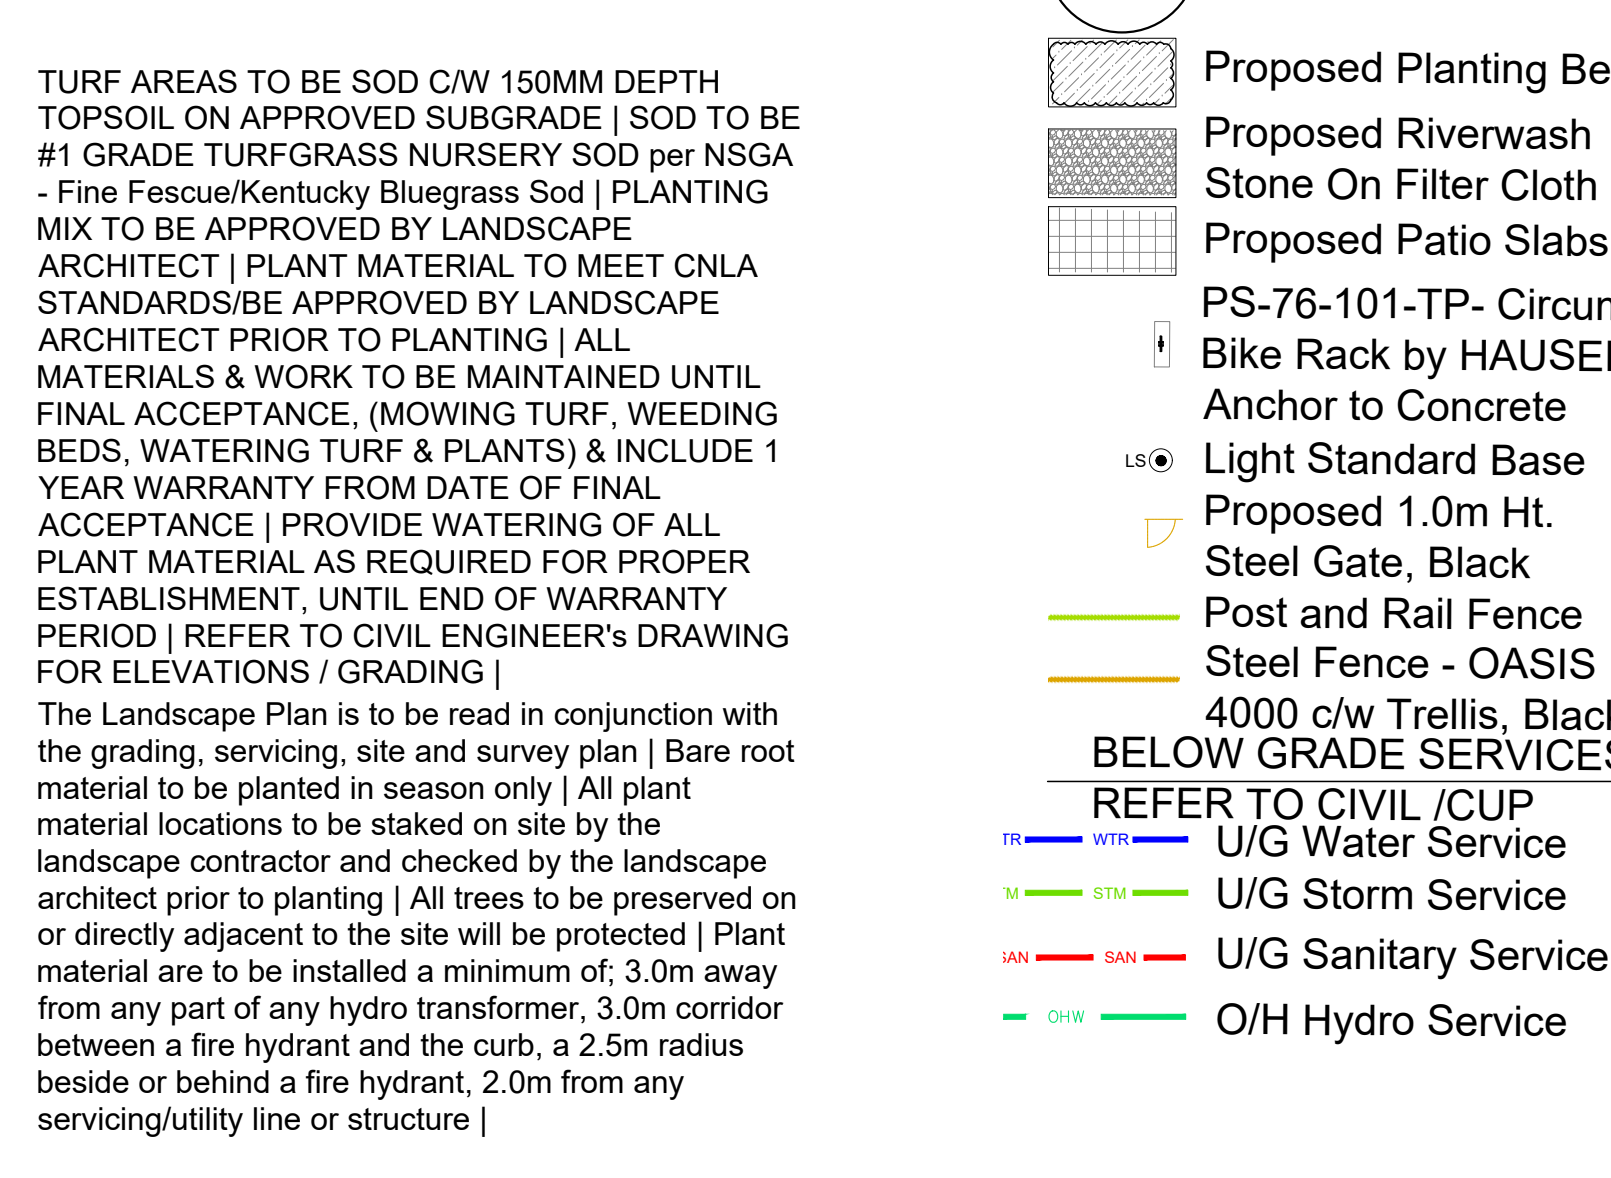 TURF AREAS TO BE SOD C/W 150MM DEPTH
TOPSOIL ON APPROVED SUBGRADE | SOD TO BE
#1 GRADE TURFGRASS NURSERY SOD per NSGA
- Fine Fescue/Kentucky Bluegrass Sod | PLANTING
MIX TO BE APPROVED BY LANDSCAPE
ARCHITECT | PLANT MATERIAL TO MEET CNLA
STANDARDS/BE APPROVED BY LANDSCAPE
ARCHITECT PRIOR TO PLANTING | ALL
MATERIALS & WORK TO BE MAINTAINED UNTIL
FINAL ACCEPTANCE, (MOWING TURF, WEEDING
BEDS, WATERING TURF & PLANTS) & INCLUDE 1
YEAR WARRANTY FROM DATE OF FINAL
ACCEPTANCE | PROVIDE WATERING OF ALL
PLANT MATERIAL AS REQUIRED FOR PROPER
ESTABLISHMENT, UNTIL END OF WARRANTY
PERIOD | REFER TO CIVIL ENGINEER's DRAWING
FOR ELEVATIONS / GRADING |
The Landscape Plan is to be read in conjunction with
the grading, servicing, site and survey plan | Bare root
material to be planted in season only | All plant
material locations to be staked on site by the
landscape contractor and checked by the landscape
architect prior to planting | All trees to be preserved on
or directly adjacent to the site will be protected | Plant
material are to be installed a minimum of; 3.0m away
from any part of any hydro transformer, 3.0m corridor
between a fire hydrant and the curb, a 2.5m radius
beside or behind a fire hydrant, 2.0m from any
servicing/utility line or structure |
Proposed Planting
Proposed Riverwash
Stone On Filter Cloth
Proposed Patio Slabs
PS-76-101-TP-
Bike Rack by
Anchor to Concrete
LS Light Standard Base
Proposed 1.0m Ht.
Steel Gate, Black
Post and Rail Fence
Steel Fence - OASIS
4000 c/w Trellis,
BELOW GRADE SERVICES
REFER TO CIVIL /CUP
WTR U/G Water Service
STM U/G Storm Service
SAN U/G Sanitary Service
OHW O/H Hydro Service